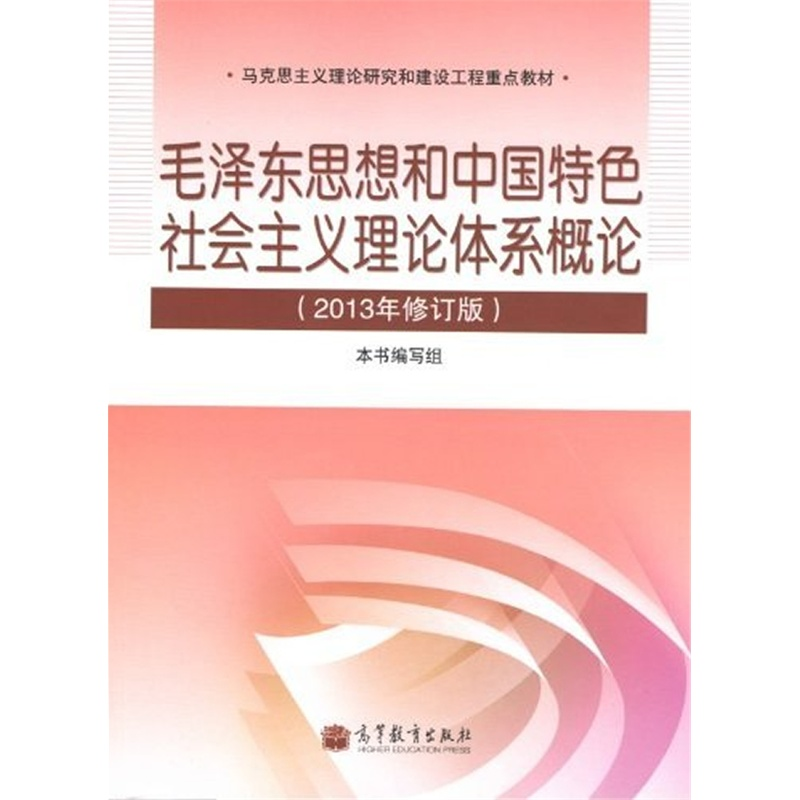 ·马克思主义理论研究和建设工程重点教材·
毛泽东思想和中国特色
社会主义理论体系概论
（2013年修订版）
本书编写组
高等教育出版社
HIGHER EDUCATION PRESS